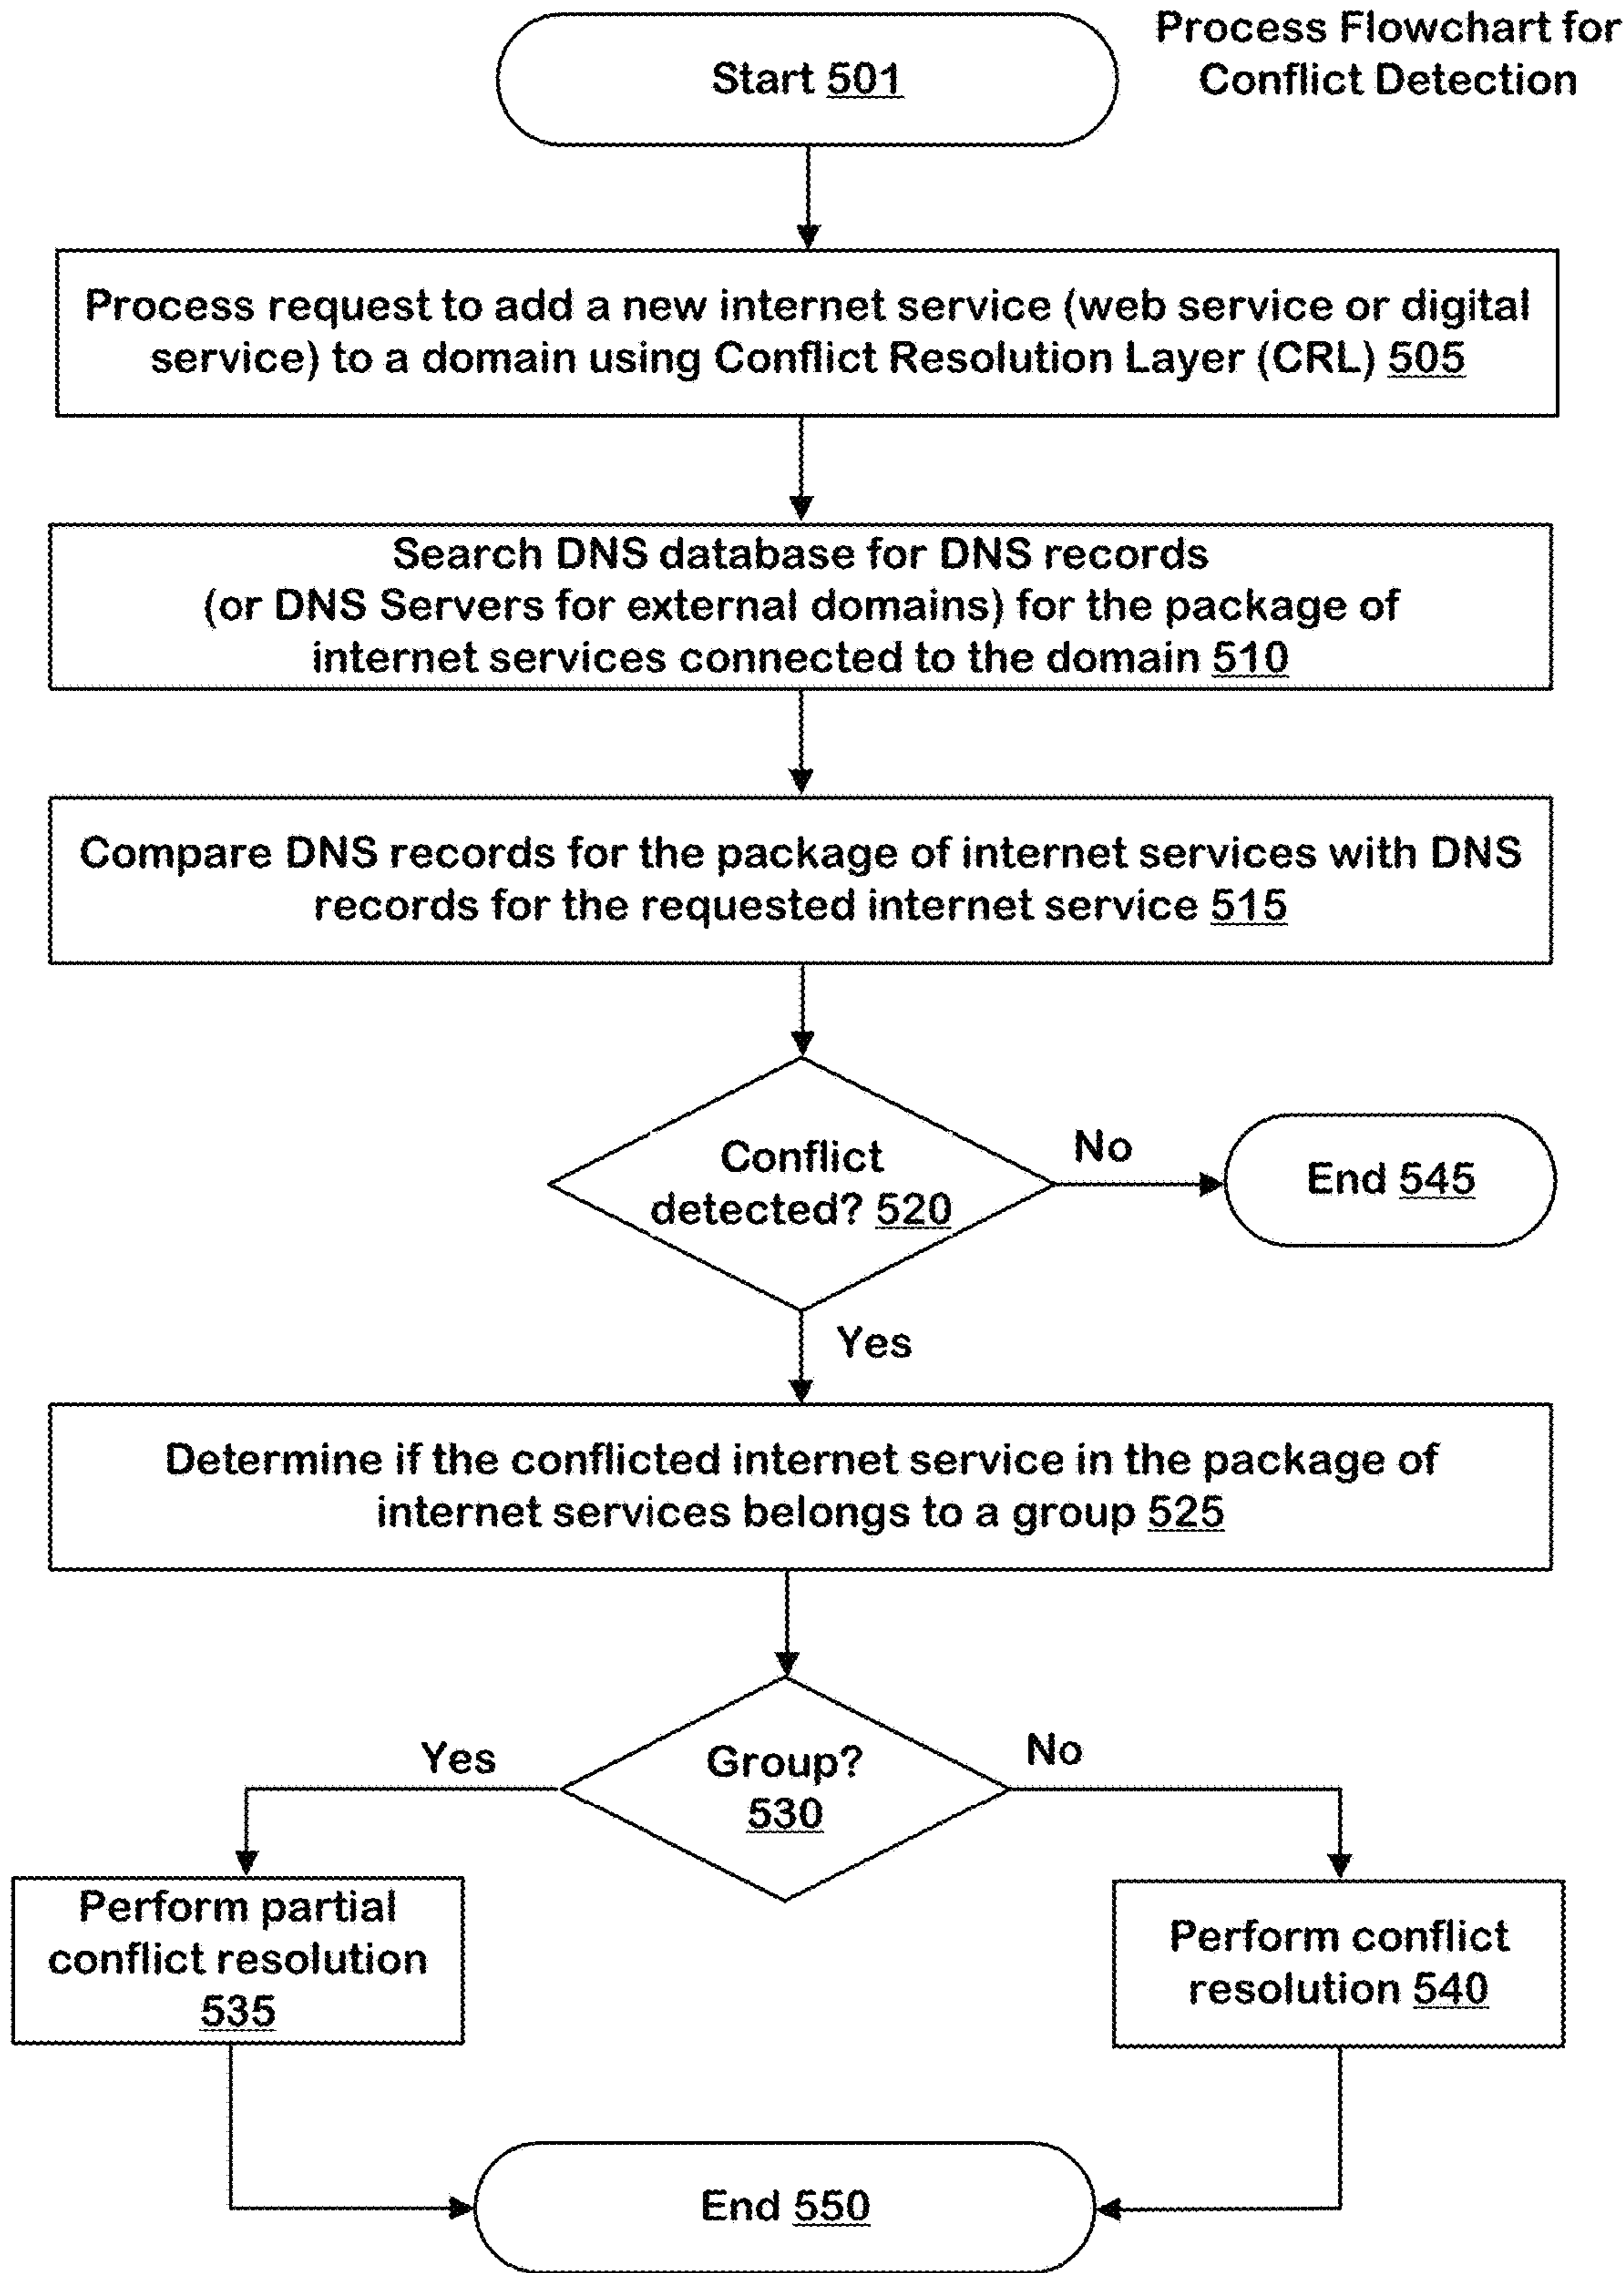 Process Flowchart for
Conflict Detection
Start 501
Process request to add a new internet service (web service or digital
service) to a domain using Conflict Resolution Layer (CRL) 505
Search DNS database for DNS records
(or DNS Servers for external domains) for the package of
internet services connected to the domain 510
Compare DNS records for the package of internet services with DNS
records for the requested internet service 515
Conflict
detected? 520
No
End 545
Yes
Determine if the conflicted internet service in the package of
internet services belongs to a group 525
Group?
530
Yes
No
Perform partial
conflict resolution
535
Perform conflict
resolution 540
End 550